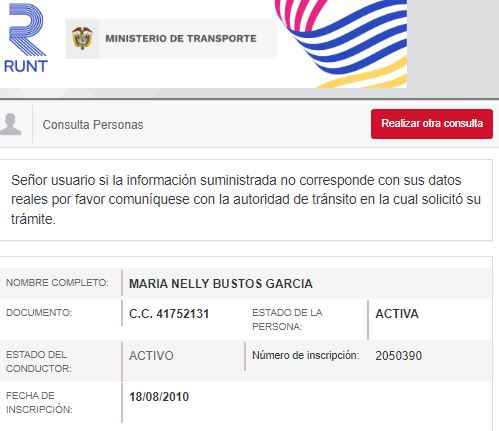 RUNT
MINISTERIO DE TRANSPORTE
Consulta Personas
Realizar otra consulta
Señor usuario si la información suministrada no corresponde con sus datos
reales por favor comuníquese con la autoridad de tránsito en la cual solicitó su
trámite.
NOMBRE COMPLETO: MARIA NELLY BUSTOS GARCIA
DOCUMENTO: C.C. 41752131 ESTADO DE LA PERSONA: ACTIVA
ESTADO DEL CONDUCTOR: ACTIVO Número de inscripción: 2050390
FECHA DE INSCRIPCIÓN: 18/08/2010